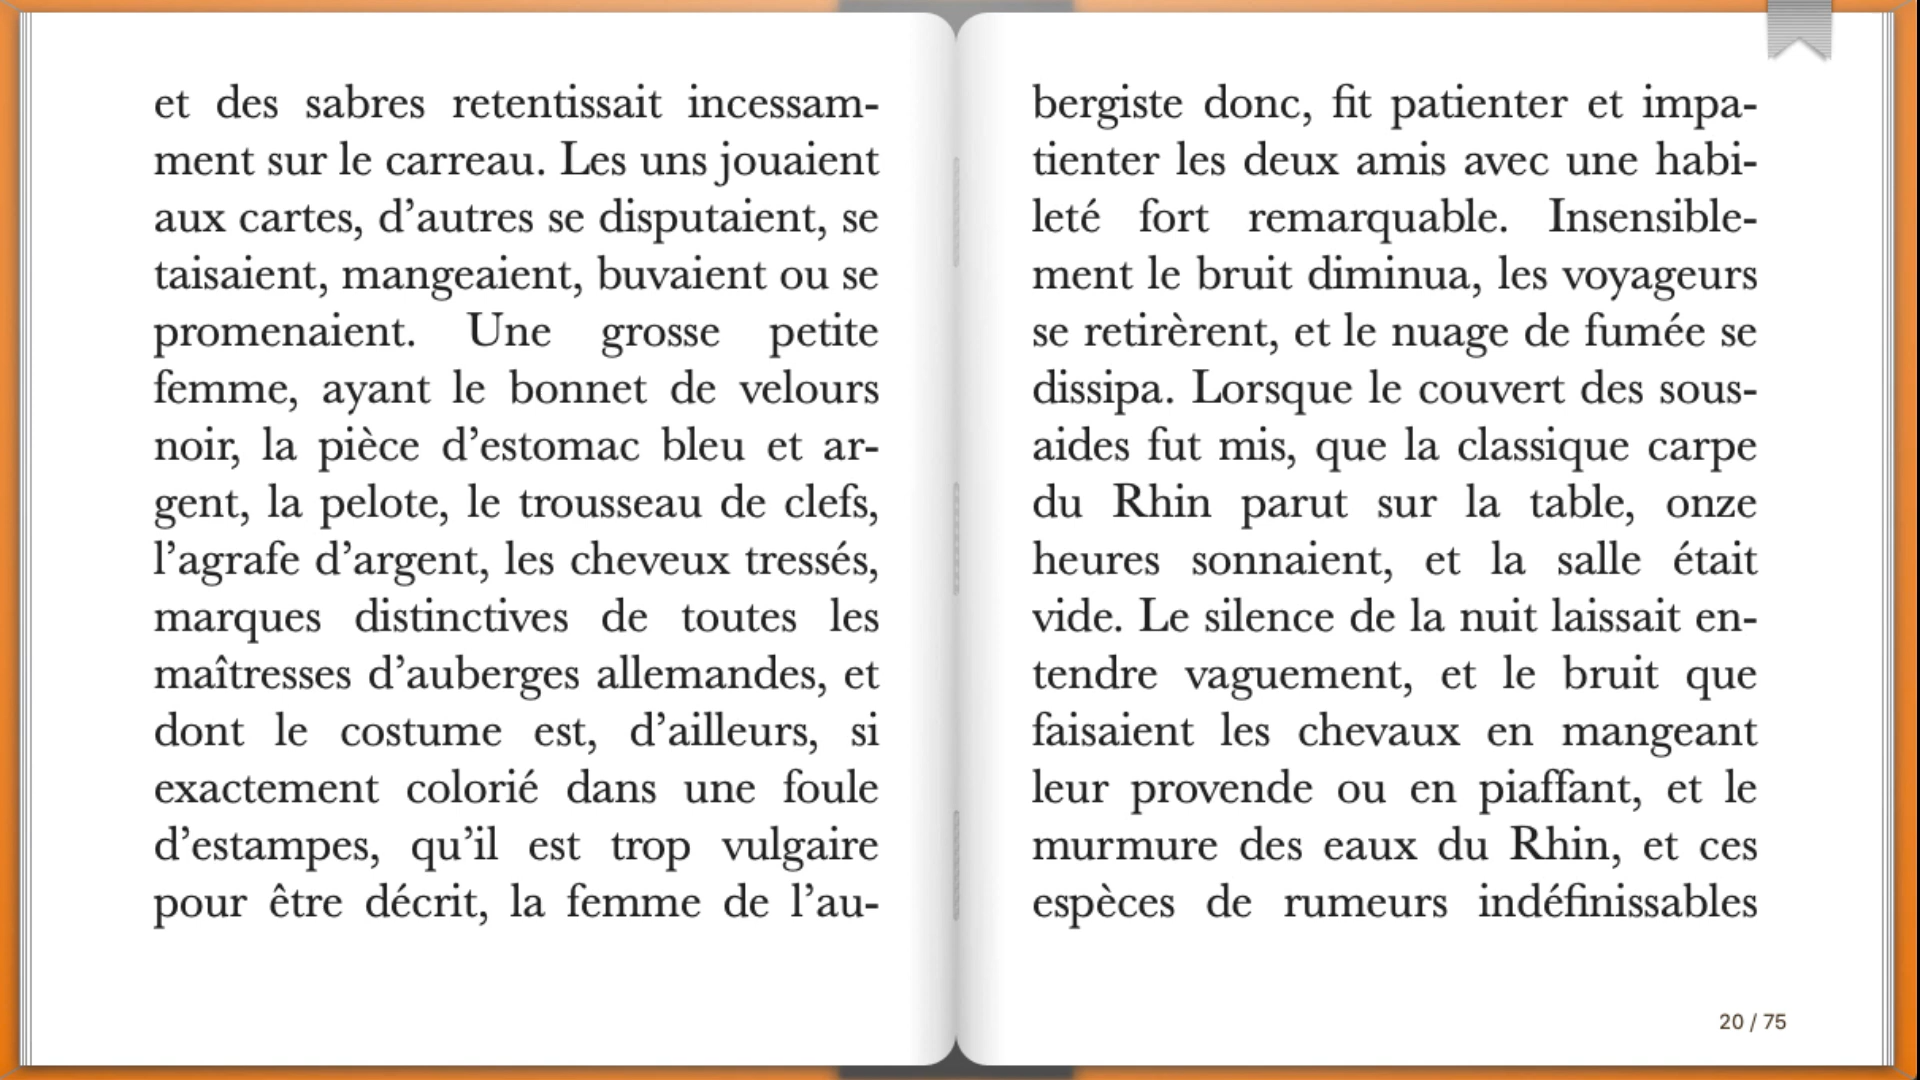 et des sabres retentissait incessam-
ment sur le carreau. Les uns jouaient
aux cartes, d’autres se disputaient, se
taisaient, mangeaient, buvaient ou se
promenaient. Une grosse petite
femme, ayant le bonnet de velours
noir, la pièce d’estomac bleu et ar-
gent, la pelote, le trousseau de clefs,
l’agrafe d’argent, les cheveux tressés,
marques distinctives de toutes les
maîtresses d’auberges allemandes, et
dont le costume est, d’ailleurs, si
exactement colorié dans une foule
d’estampes, qu’il est trop vulgaire
pour être décrit, la femme de l’au-
bergiste donc, fit patienter et impa-
tienter les deux amis avec une habi-
leté fort remarquable. Insensible-
ment le bruit diminua, les voyageurs
se retirèrent, et le nuage de fumée se
dissipa. Lorsque le couvert des sous-
aides fut mis, que la classique carpe
du Rhin parut sur la table, onze
heures sonnaient, et la salle était
vide. Le silence de la nuit laissait en-
tendre vaguement, et le bruit que
faisaient les chevaux en mangeant
leur provende ou en piaffant, et le
murmure des eaux du Rhin, et ces
espèces de rumeurs indéfinissables
20 / 75